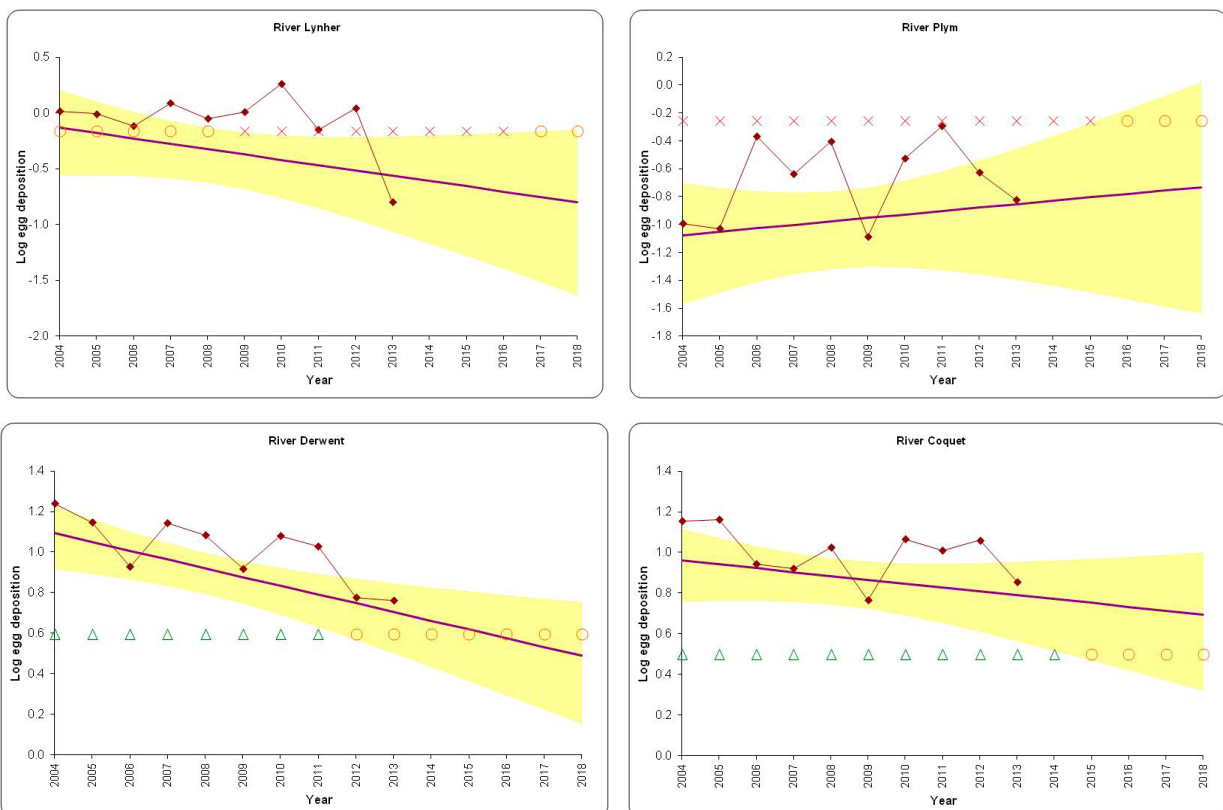 River Lynher
0.5
0.0
-0.5
-1.0
-1.5
-2.0
Log egg deposition
2004 2005 2006 2007 2008 2009 2010 2011 2012 2013 2014 2015 2016 2017 2018
Year
River Plym
0.2
0.0
-0.2
-0.4
-0.6
-0.8
-1.0
-1.2
-1.4
-1.6
-1.8
Log egg deposition
2004 2005 2006 2007 2008 2009 2010 2011 2012 2013 2014 2015 2016 2017 2018
Year
River Derwent
1.4
1.2
1.0
0.8
0.6
0.4
0.2
0.0
Log egg deposition
2004 2005 2006 2007 2008 2009 2010 2011 2012 2013 2014 2015 2016 2017 2018
Year
River Coquet
1.4
1.2
1.0
0.8
0.6
0.4
0.2
0.0
Log egg deposition
2004 2005 2006 2007 2008 2009 2010 2011 2012 2013 2014 2015 2016 2017 2018
Year